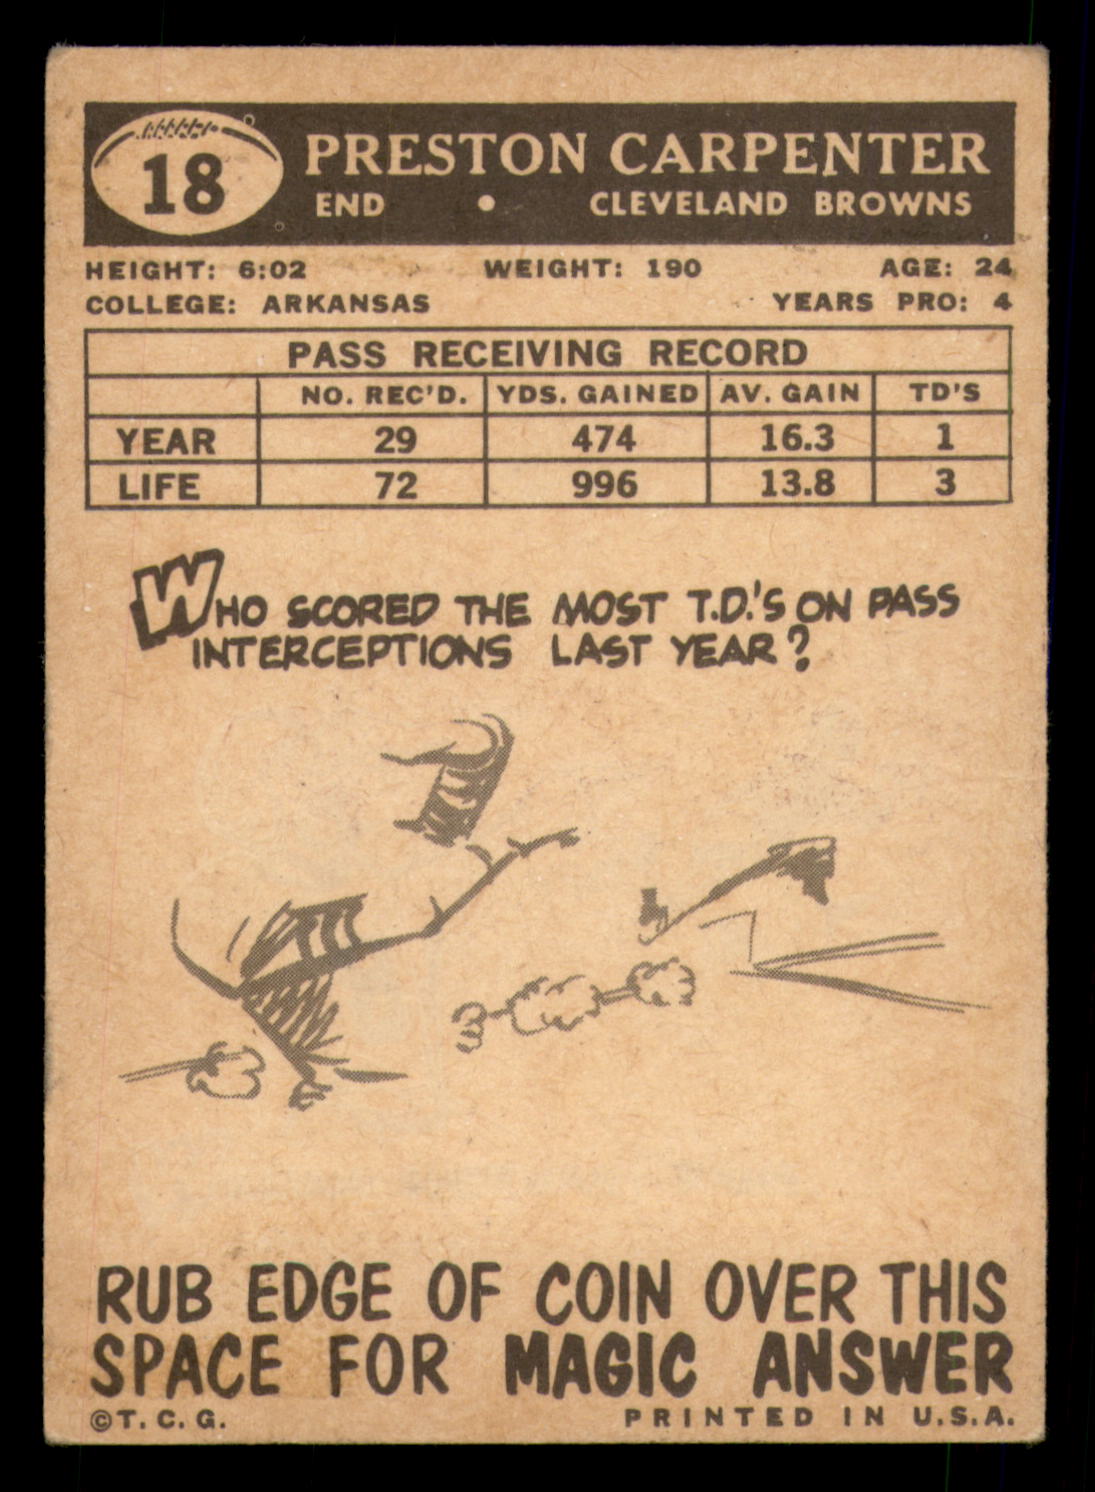 18
PRESTON CARPENTER
END • CLEVELAND BROWNS
HEIGHT: 6:02 WEIGHT: 190 AGE: 24
COLLEGE: ARKANSAS YEARS PRO: 4
PASS RECEIVING RECORD
NO. REC'D. YDS. GAINED AV. GAIN TD'S
YEAR 29 474 16.3 1
LIFE 72 996 13.8 3
WHO SCORED THE MOST T.D.'S ON PASS
INTERCEPTIONS LAST YEAR?
RUB EDGE OF COIN OVER THIS
SPACE FOR MAGIC ANSWER
©T. C. G. PRINTED IN U.S.A.